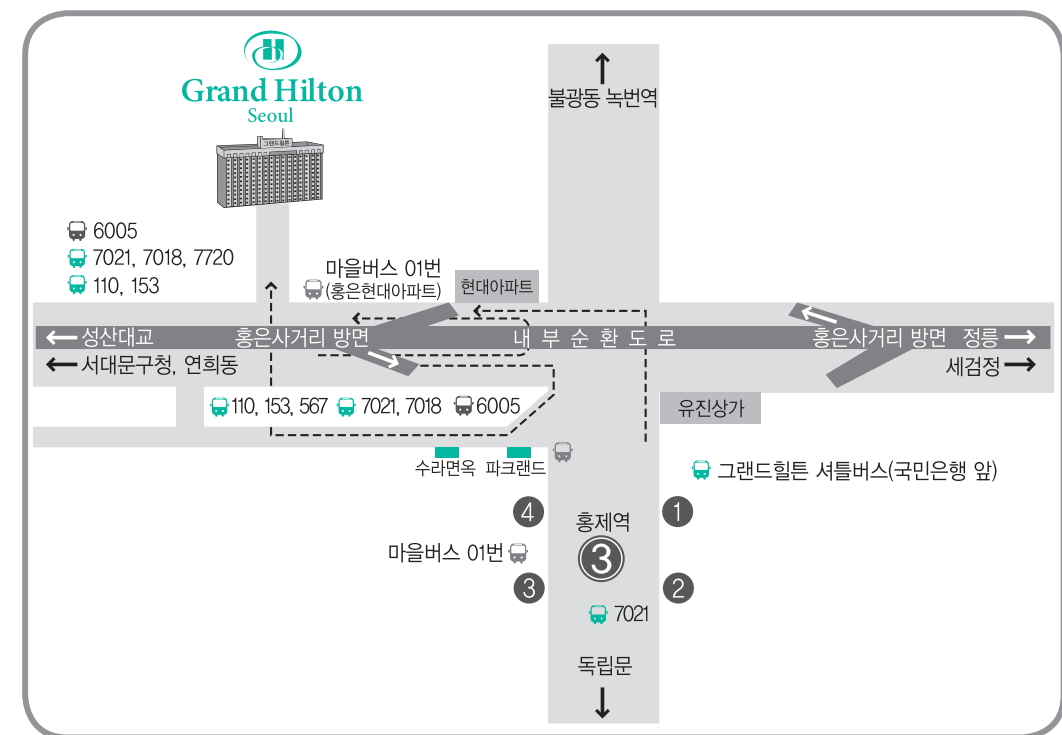 Grand Hilton
Seoul
그랜드힐튼
불광동 녹번역
6005
7021, 7018, 7720
110, 153
마을버스 01번
(홍은현대아파트)
현대아파트
성산대교
홍은사거리 방면
내부순환도로
홍은사거리 방면
정릉
서대문구청, 연희동
세검정
110, 153, 567
7021, 7018
6005
유진상가
수라면옥
파크랜드
그랜드힐튼 셔틀버스(국민은행 앞)
4
홍제역
1
마을버스 01번
3
3
2
7021
독립문